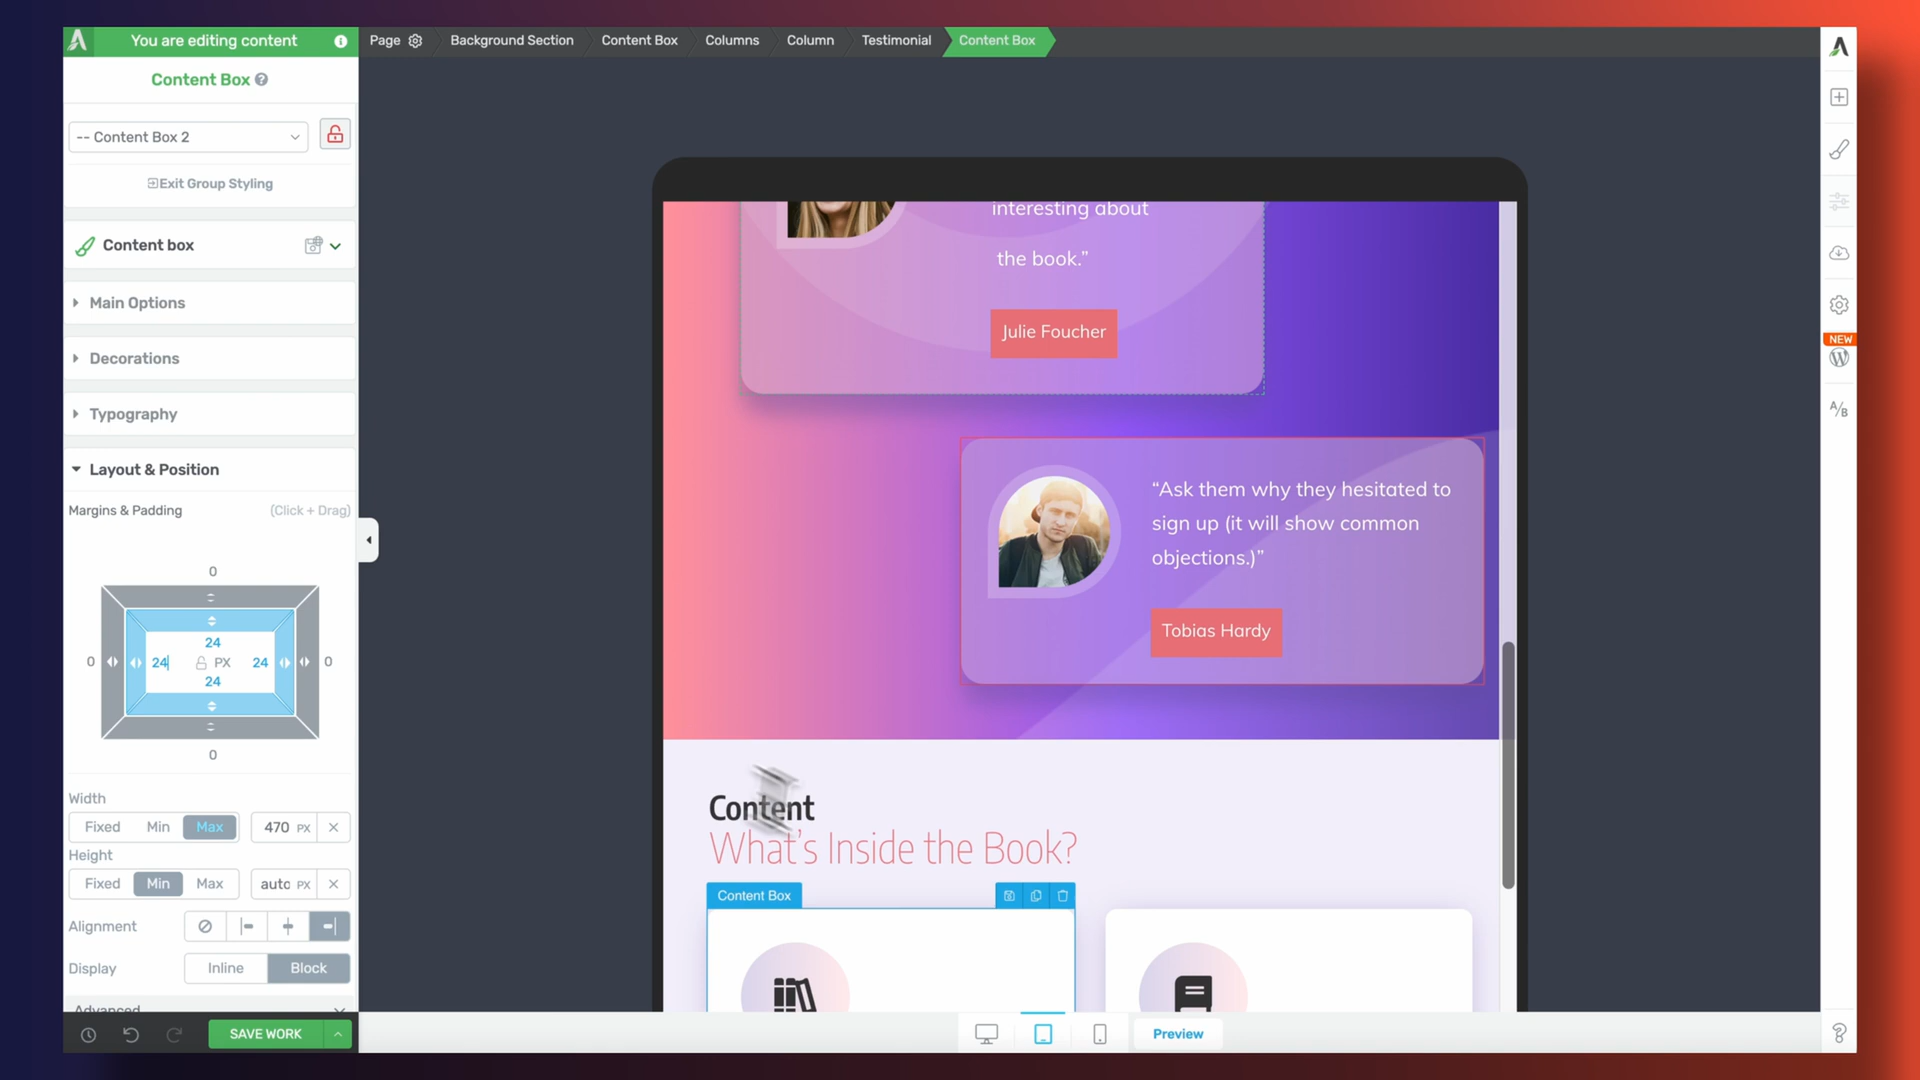 You are editing content
Page
Background Section
Content Box
Columns
Column
Testimonial
Content Box
Content Box
-- Content Box 2
Exit Group Styling
Content box
Main Options
Decorations
Typography
Layout & Position
Margins & Padding
(Click + Drag)
0
24
0
24
PX
24
0
24
0
Width
Fixed
Min
Max
470 PX
Height
Fixed
Min
Max
auto PX
Alignment
Display
Inline
Block
Advanced
SAVE WORK
interesting about
the book.”
Julie Foucher
“Ask them why they hesitated to
sign up (it will show common
objections.)”
Tobias Hardy
Content
What's Inside the Book?
Content Box
Preview
NEW
A/B